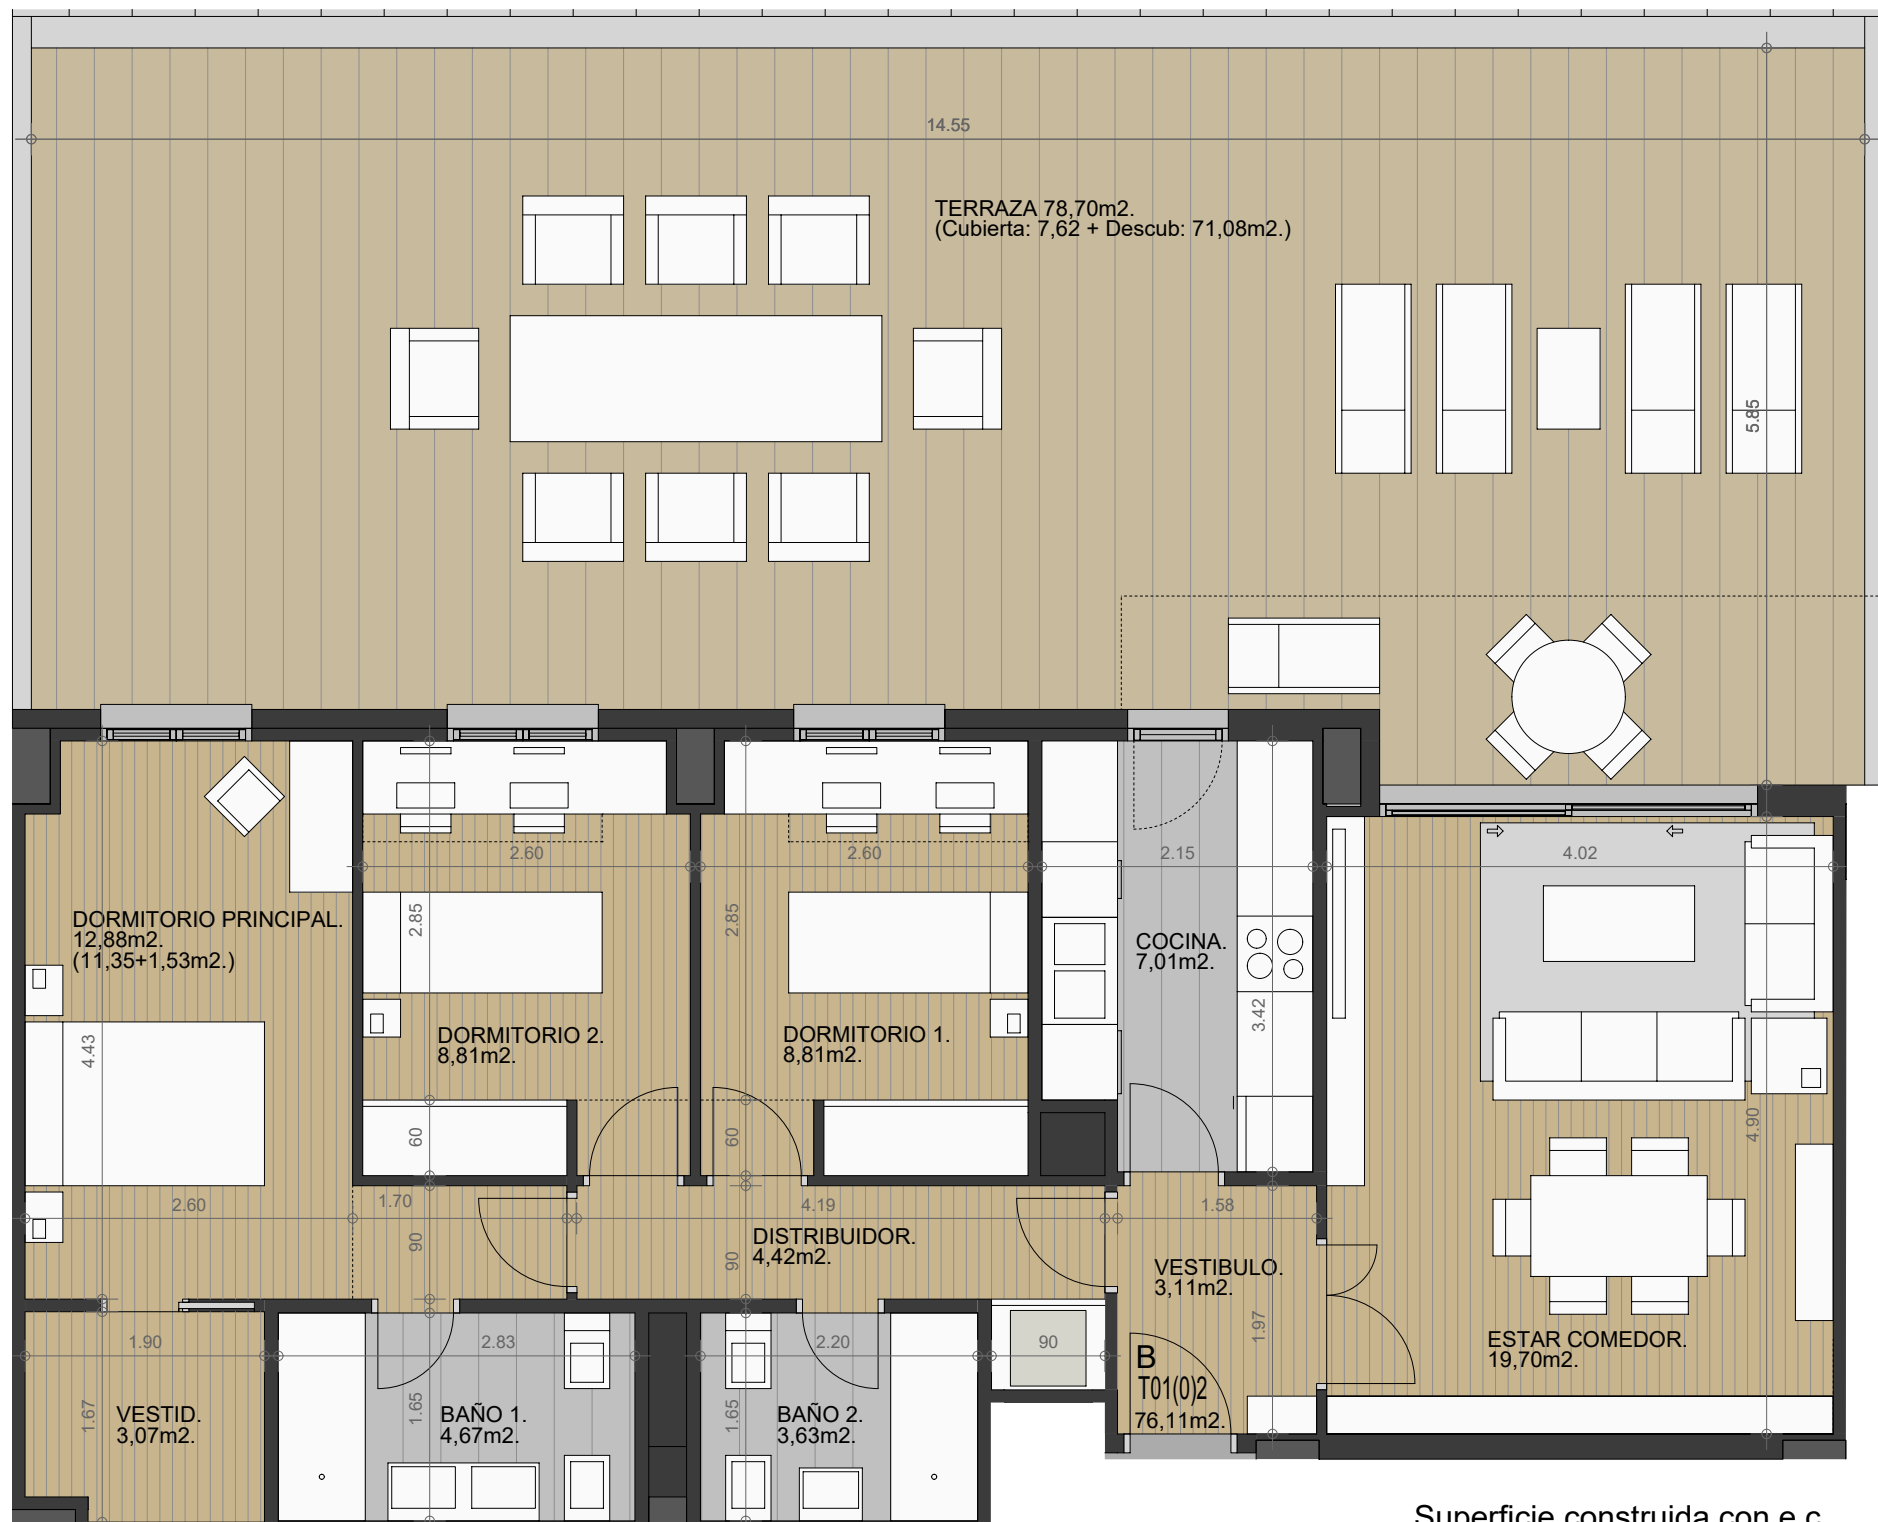 14.55
TERRAZA 78,70m2.
(Cubierta: 7,62 + Descub: 71,08m2.)
5.85
2.60
2.60
2.15
4.02
DORMITORIO PRINCIPAL.
12,88m2.
(11,35+1,53m2.)
2.85
2.85
COCINA.
7,01m2.
3.42
4.43
DORMITORIO 2.
8,81m2.
DORMITORIO 1.
8,81m2.
60
60
4.90
2.60
1.70
4.19
1.58
90
DISTRIBUIDOR.
4,42m2.
90
VESTIBULO.
3,11m2.
1.97
1.90
2.83
2.20
90
ESTAR COMEDOR.
19,70m2.
B
T01(0)2
76,11m2.
1.67
VESTID.
3,07m2.
1.65
BAÑO 1.
4,67m2.
1.65
BAÑO 2.
3,63m2.
Superficie construida con e.c.